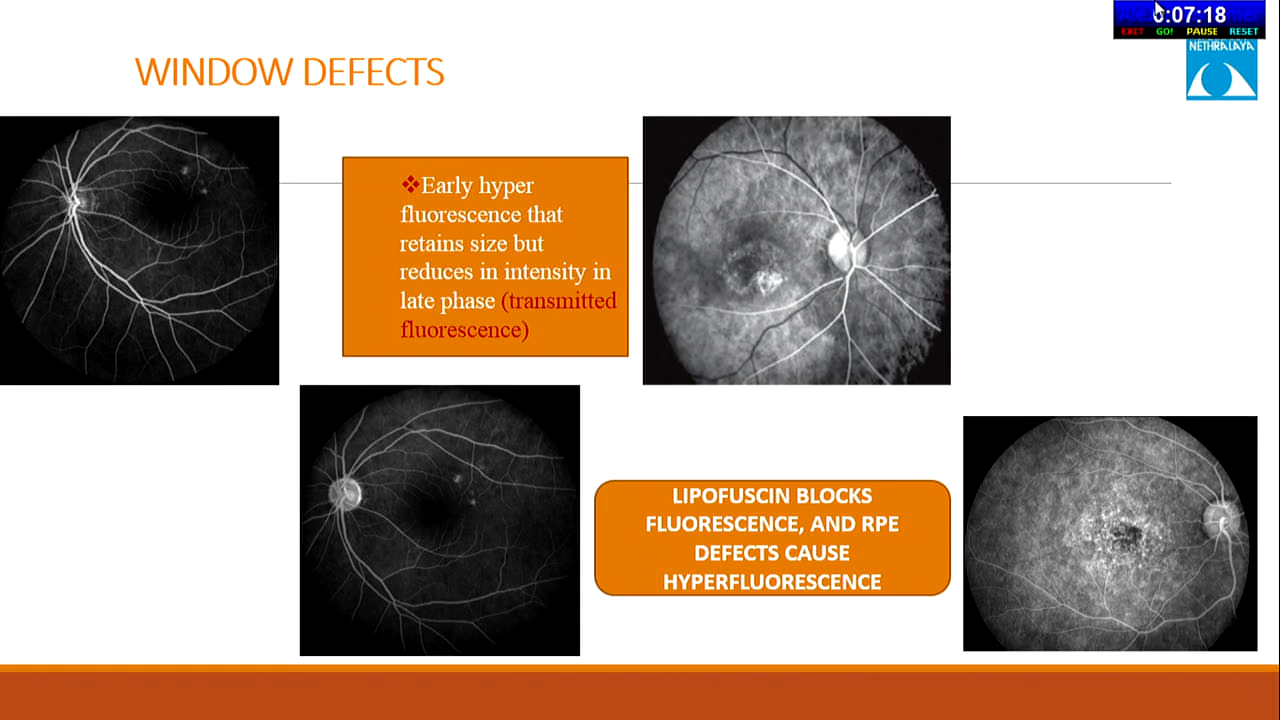 0:07:18
EXIT GO! PAUSE RESET
NETHRALAYA
WINDOW DEFECTS
❖Early hyper
fluorescence that
retains size but
reduces in intensity in
late phase (transmitted
fluorescence)
LIPOFUSCIN BLOCKS
FLUORESCENCE, AND RPE
DEFECTS CAUSE
HYPERFLUORESCENCE